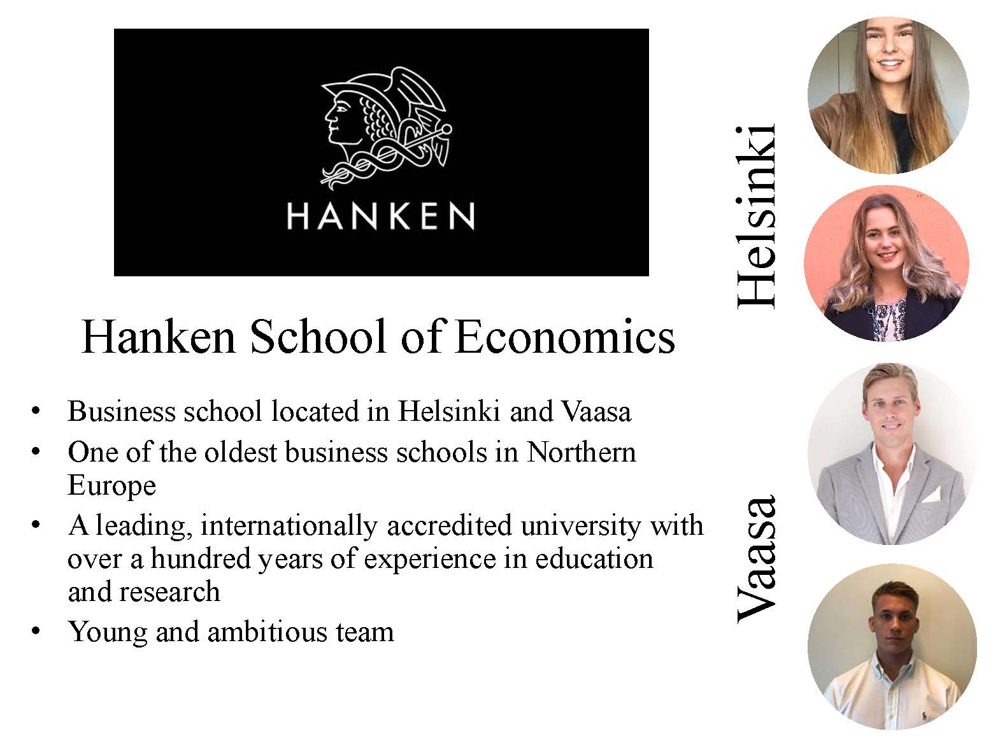 HANKEN
Hanken School of Economics
• Business school located in Helsinki and Vaasa
• One of the oldest business schools in Northern
Europe
• A leading, internationally accredited university with
over a hundred years of experience in education
and research
• Young and ambitious team
Helsinki
Vaasa